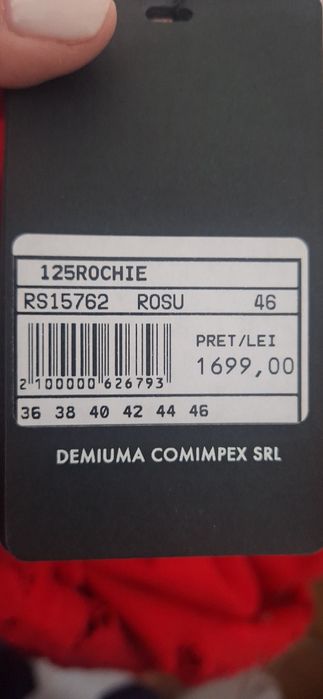 125ROCHIE
RS15762 ROSU 46
PRET/LEI
1699,00
2 100000 626793
36 38 40 42 44 46
DEMIUMA COMIMPEX SRL